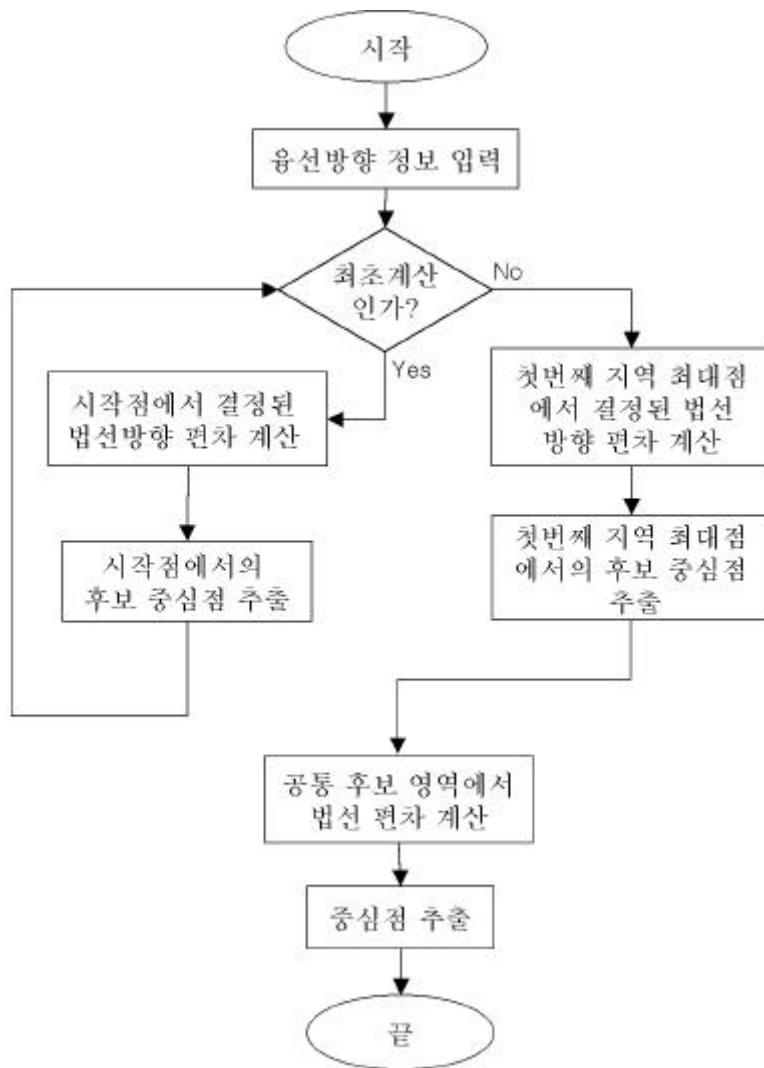 시작
융선방향 정보 입력
최초계산
인가?
No
Yes
시작점에서 결정된
법선방향 편차 계산
첫번째 지역 최대점
에서 결정된 법선
방향 편차 계산
시작점에서의
후보 중심점 추출
첫번째 지역 최대점
에서의 후보 중심점
추출
공통 후보 영역에서
법선 편차 계산
중심점 추출
끝